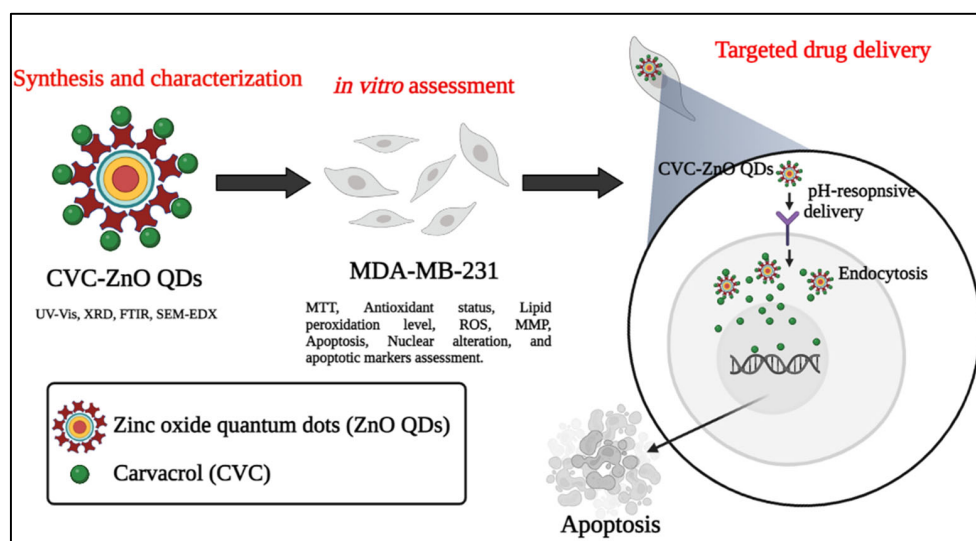 Synthesis and characterization
CVC-ZnO QDs
UV-Vis, XRD, FTIR, SEM-EDX
in vitro assessment
MDA-MB-231
MTT, Antioxidant status, Lipid
peroxidation level, ROS, MMP,
Apoptosis, Nuclear alteration, and
apoptotic markers assessment.
Targeted drug delivery
CVC-ZnO QDs
pH-resopnsive
delivery
Endocytosis
Apoptosis
Zinc oxide quantum dots (ZnO QDs)
Carvacrol (CVC)